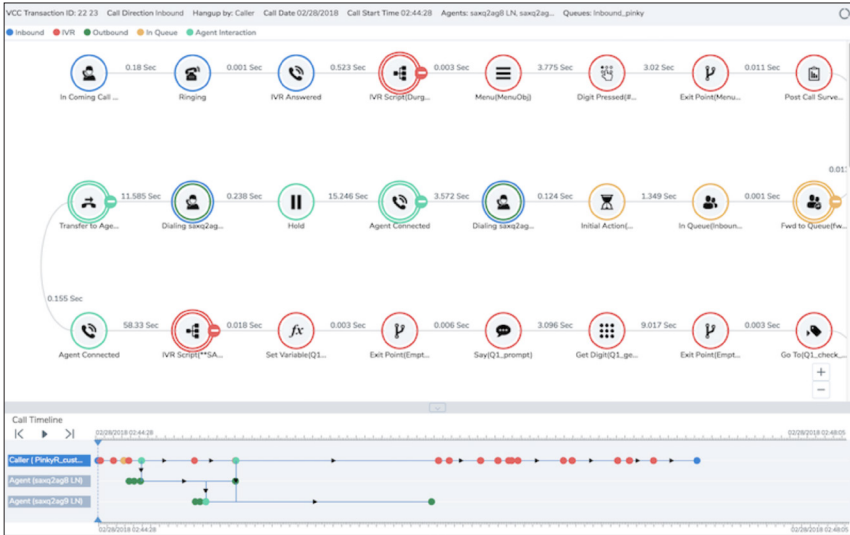 VCC Transaction ID: 22 23 Call Direction Inbound Hangup by: Caller Call Date 02/28/2018 Call Start Time 02:44:28 Agents: saxq2ag8 LN, saxq2ag... Queues: Inbound_pinky
Inbound IVR Outbound In Queue Agent Interaction
0.18 Sec 0.001 Sec 0.523 Sec 0.003 Sec 3.775 Sec 3.02 Sec 0.011 Sec
In Coming Call ... Ringing IVR Answered IVR Script(Durg... Menu(MenuObj) Digit Pressed(#... Exit Point(Menu... Post Call Surve...
0.01
11.585 Sec 0.238 Sec 15.246 Sec 3.572 Sec 0.124 Sec 1.349 Sec 0.001 Sec
Transfer to Age... Dialing saxq2ag... Hold Agent Connected Dialing saxq2ag... Initial Action(... In Queue(Inboun... Fwd to Queue(fw...
0.155 Sec
58.33 Sec 0.018 Sec 0.003 Sec 0.006 Sec 3.096 Sec 9.017 Sec 0.003 Sec
fx
Agent Connected IVR Script(**SA... Set Variable(Q1... Exit Point(Empt... Say(Q1_prompt) Get Digit(Q1_ge... Exit Point(Empt... Go To(Q1_check_...
Call Timeline
02/28/2018 02:44:28 02/28/2018 02:48:05
Caller ( PinkyR_cust...
Agent (saxq2ag8 LN)
Agent (saxq2ag9 LN)
02/28/2018 02:44:28 02/28/2018 02:48:05